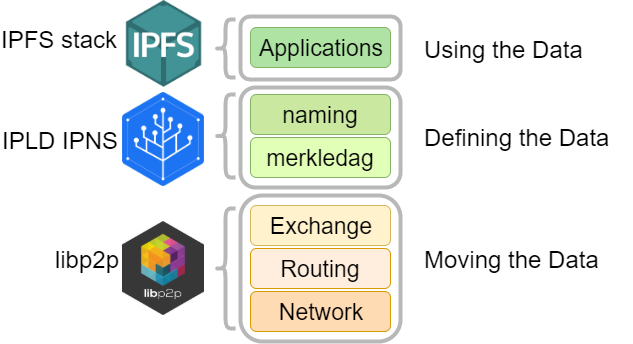 IPFS stack
IPFS
Applications
Using the Data
IPLD IPNS
naming
merkledag
Defining the Data
libp2p
libp2p
Exchange
Routing
Network
Moving the Data